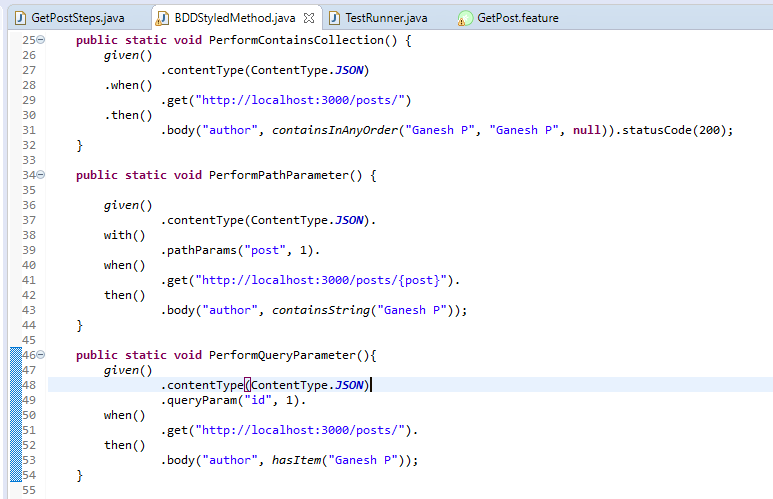 GetPostSteps.java BDDStyledMethod.java TestRunner.java GetPost.feature
25 public static void PerformContainsCollection() {
26 given()
27 .contentType(ContentType.JSON)
28 .when()
29 .get("http://localhost:3000/posts/")
30 .then()
31 .body("author", containsInAnyOrder("Ganesh P", "Ganesh P", null)).statusCode(200);
32 }
33
34 public static void PerformPathParameter() {
35
36 given()
37 .contentType(ContentType.JSON).
38 with()
39 .pathParams("post", 1).
40 when()
41 .get("http://localhost:3000/posts/{post}").
42 then()
43 .body("author", containsString("Ganesh P"));
44 }
45
46 public static void PerformQueryParameter(){
47 given()
48 .contentType(ContentType.JSON)
49 .queryParam("id", 1).
50 when()
51 .get("http://localhost:3000/posts/").
52 then()
53 .body("author", hasItem("Ganesh P"));
54 }
55